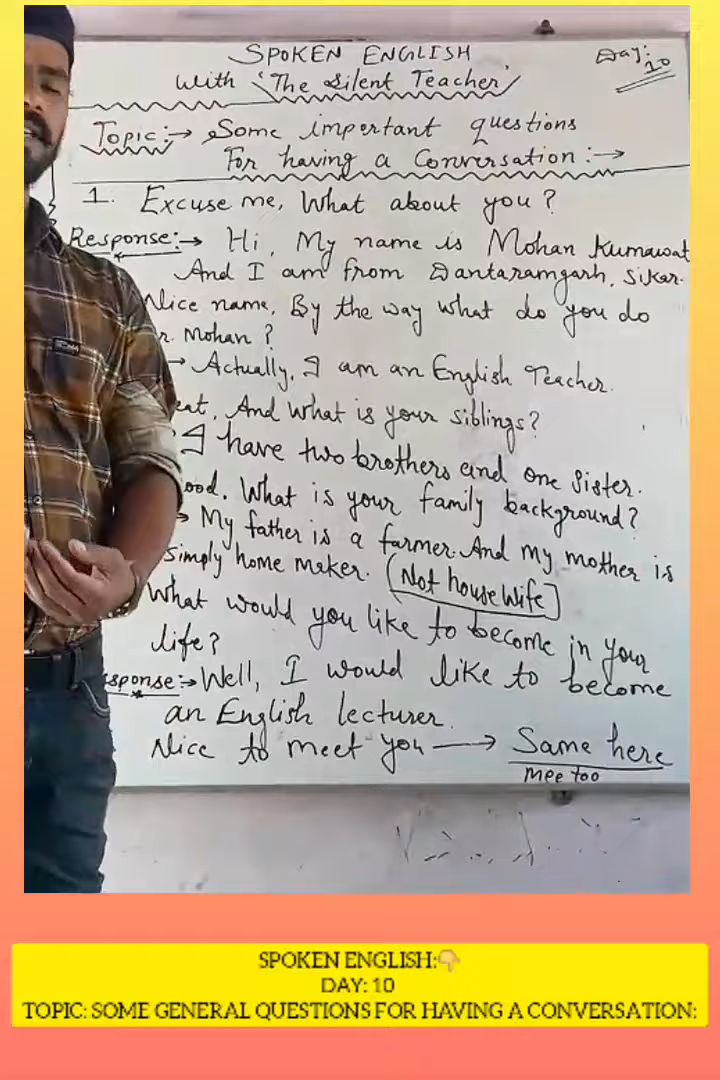 SPOKEN ENGLISH
With 'The Silent Teacher'
Day: 10
Topic:→ Some important questions
For having a Conversation:→
1. Excuse me, What about you?
Response:→ Hi, My name is Mohan Kumawat
And I am from Dantaramgarh, Sikar.
Nice name, By the way what do you do
r. Mohan?
→ Actually, I am an English Teacher.
eat, And What is your siblings?
I have two brothers and one Sister.
ood. What is your family background?
→ My father is a farmer. And my mother is
simply home maker. (Not housewife)
What would you like to become in your
life?
sponse:→ Well, I would like to become
an English lecturer.
Nice to meet you → Same here
Mee too
SPOKEN ENGLISH:👇🏻
DAY: 10
TOPIC: SOME GENERAL QUESTIONS FOR HAVING A CONVERSATION: